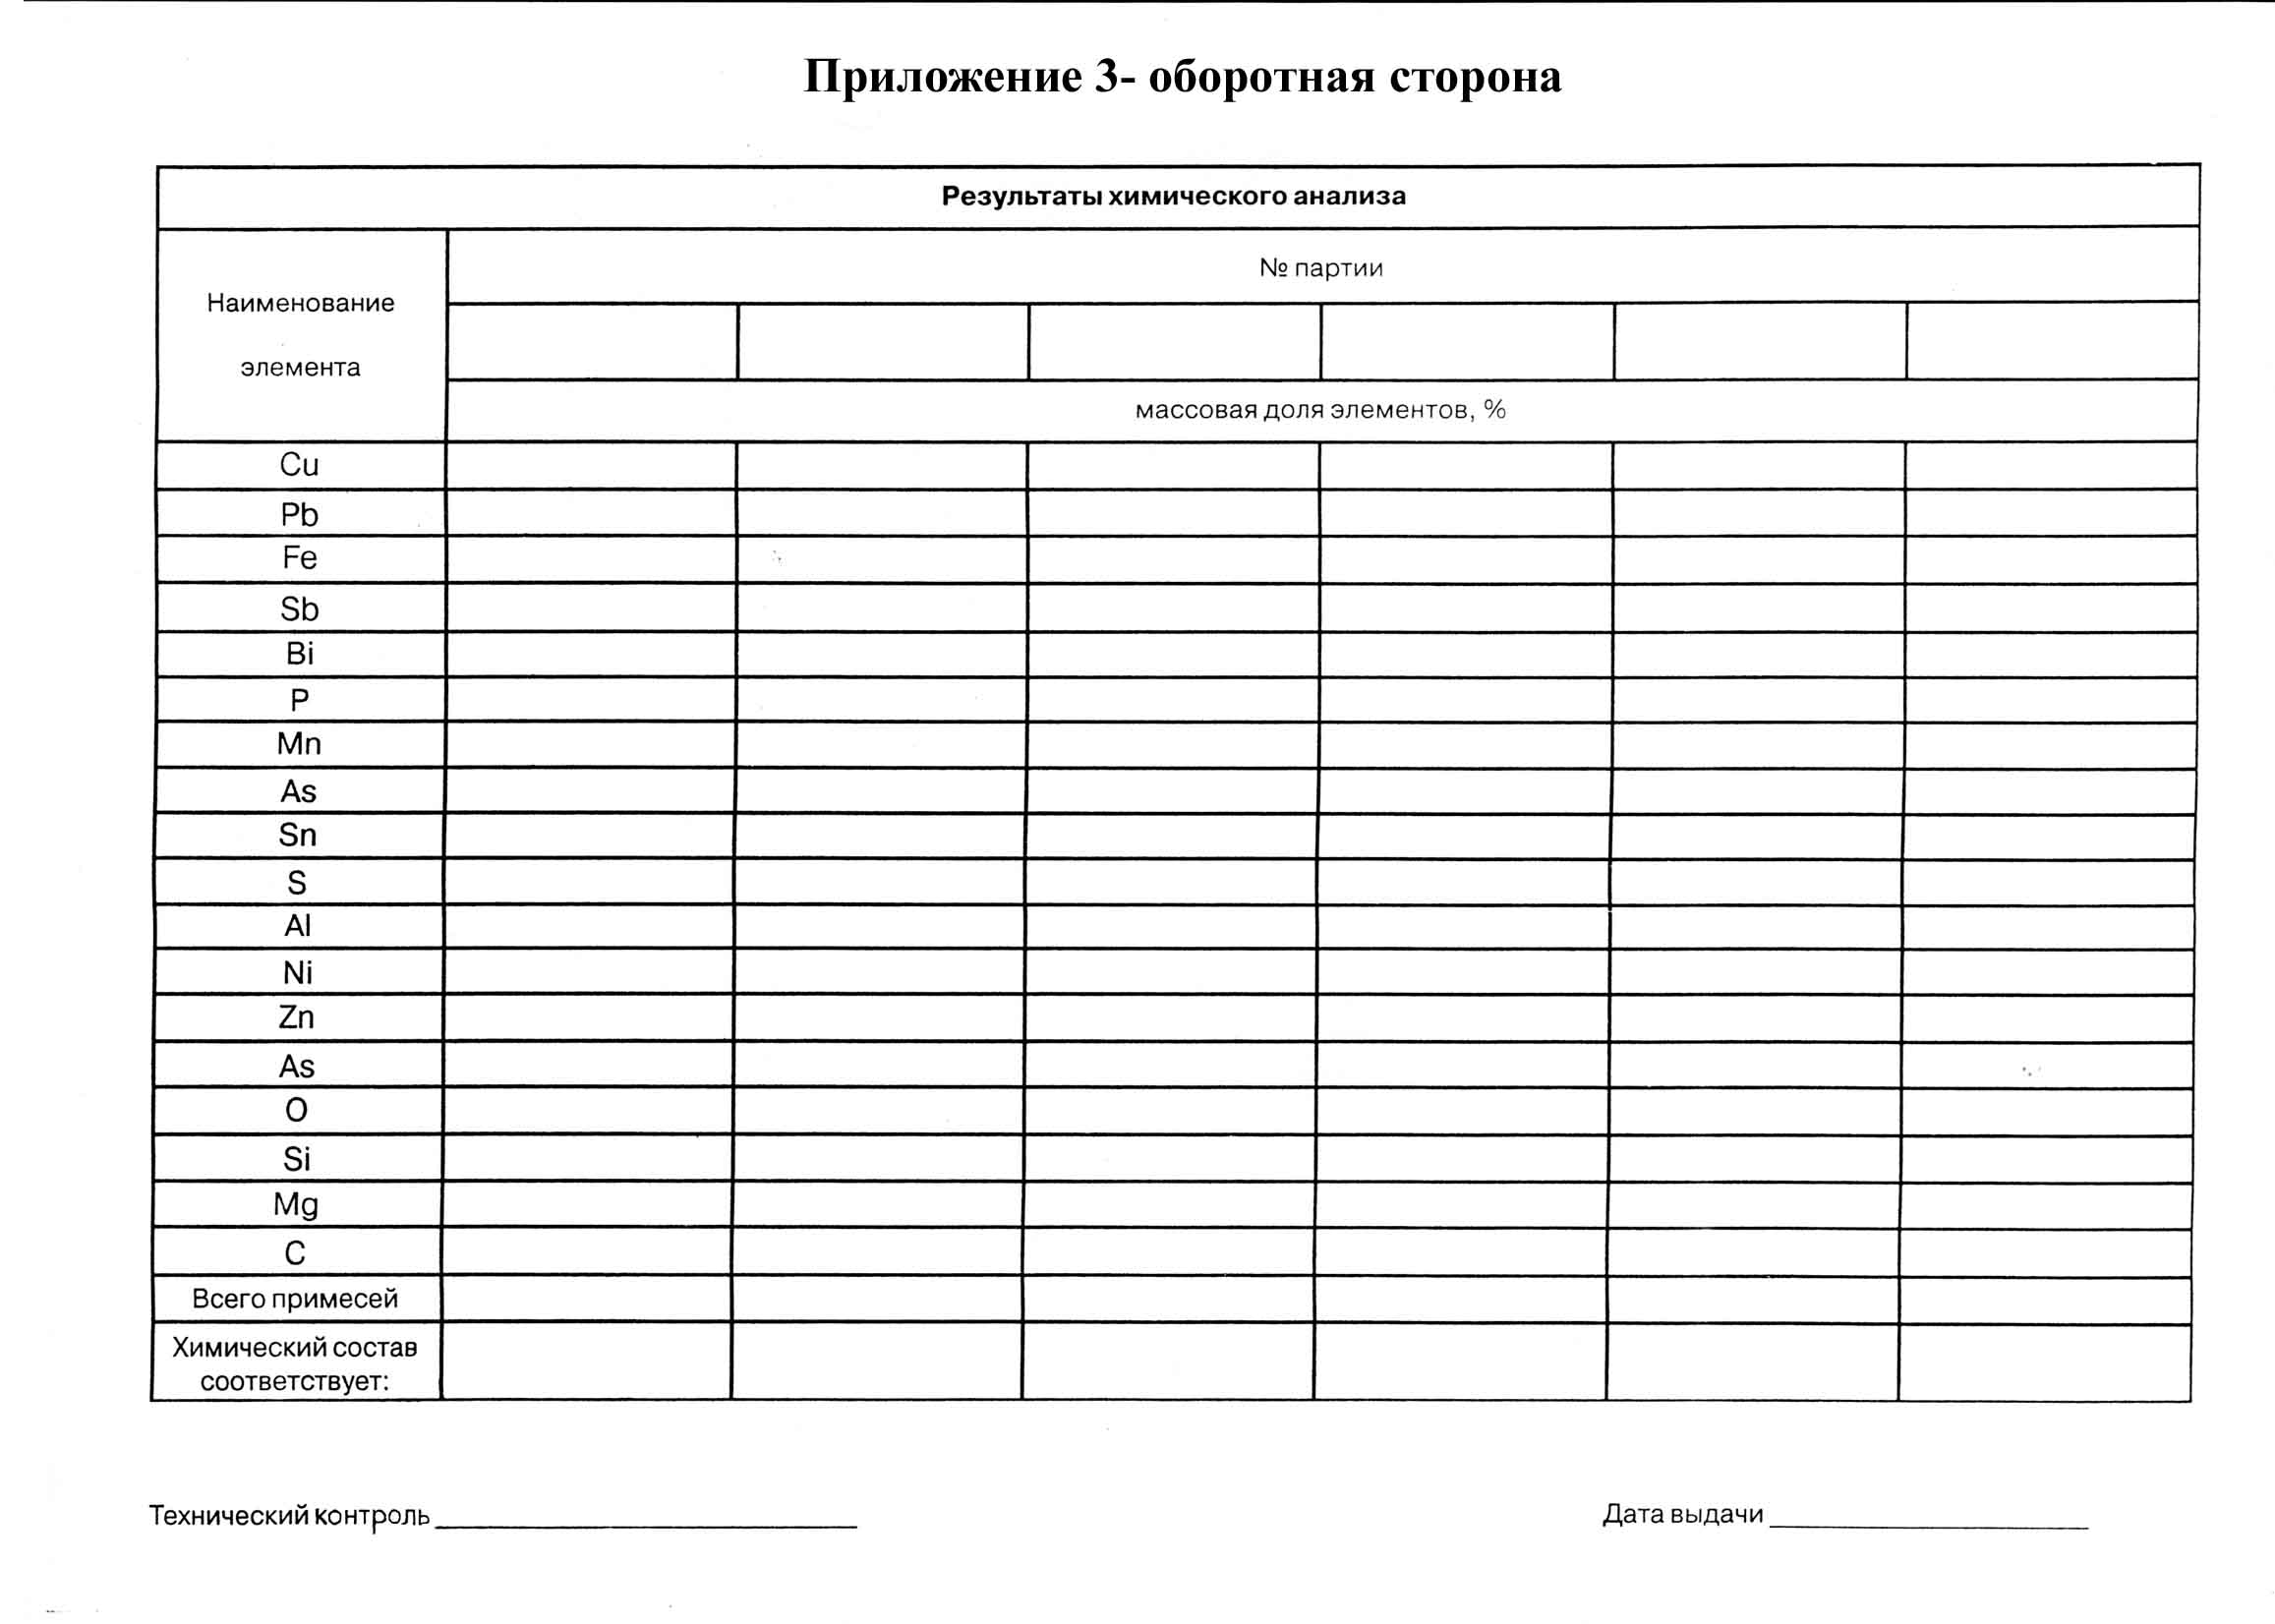 Приложение 3- оборотная сторона
Результаты химического анализа
Наименование
элемента
№ партии
массовая доля элементов, %
Cu
Pb
Fe
Sb
Bi
P
Mn
As
Sn
S
Al
Ni
Zn
As
O
Si
Mg
C
Всего примесей
Химический состав
соответствует:
Технический контроль
Дата выдачи